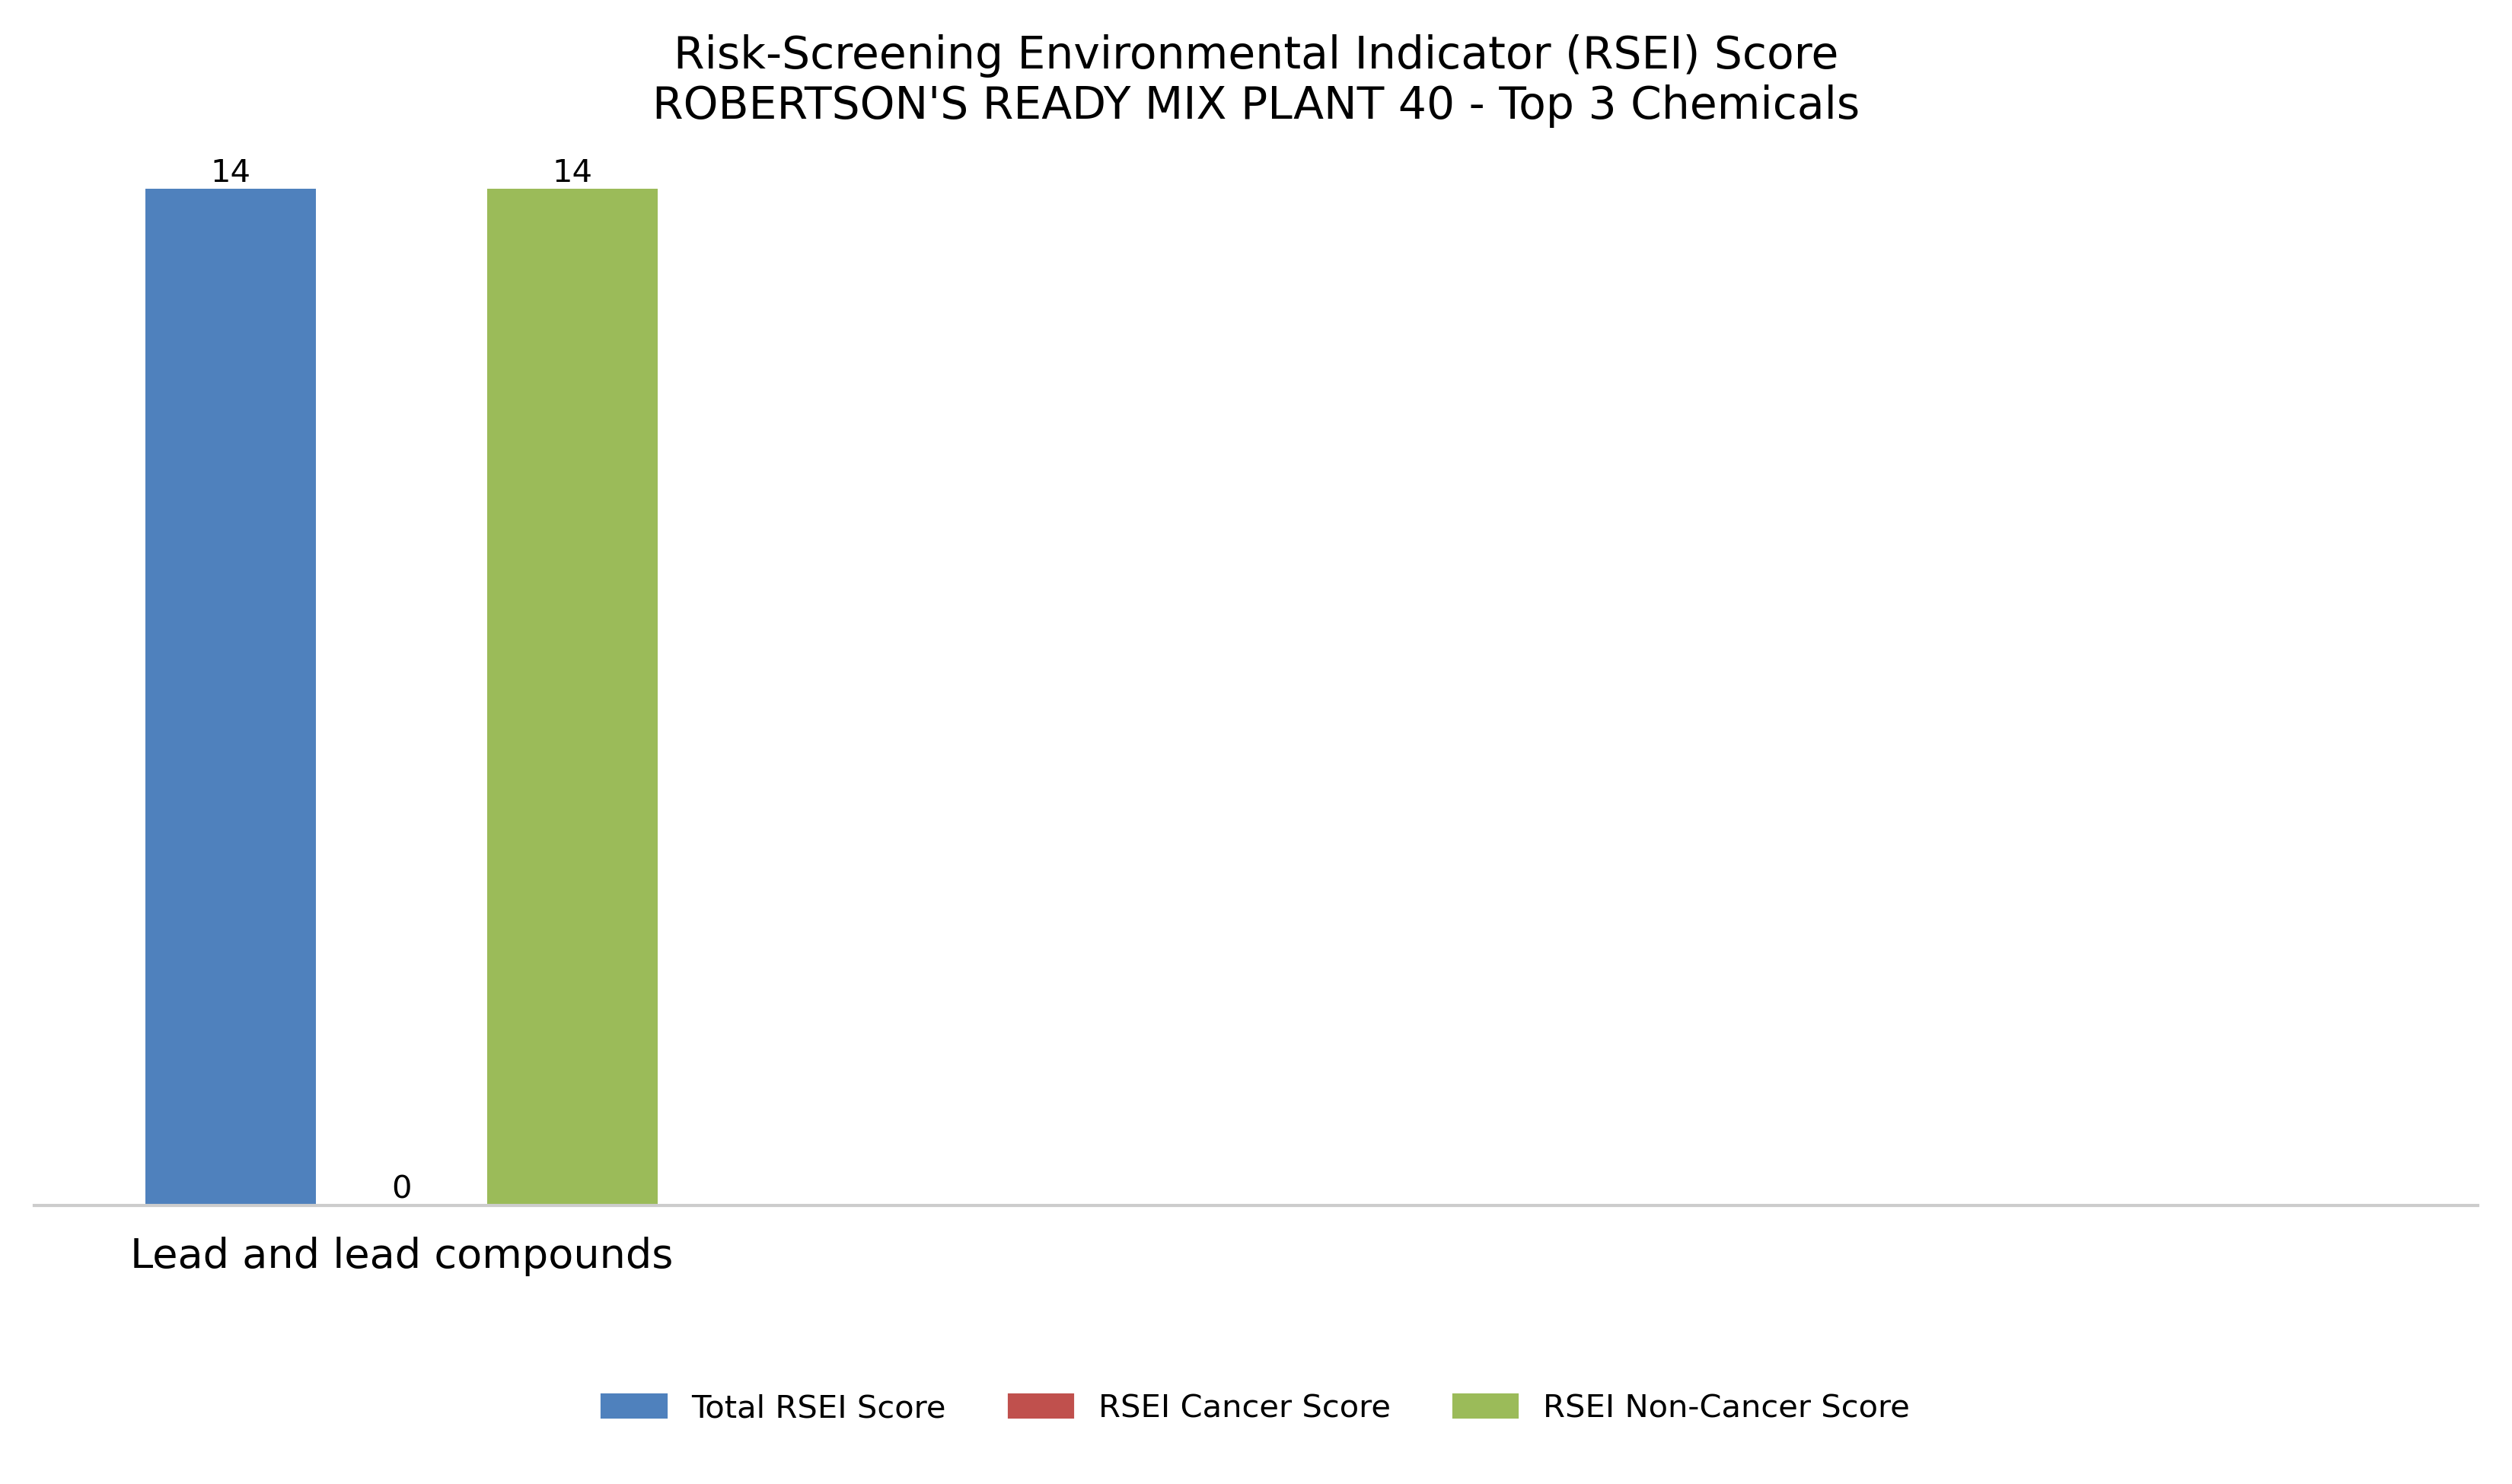 Risk-Screening Environmental Indicator (RSEI) Score
ROBERTSON'S READY MIX PLANT 40 - Top 3 Chemicals
14
14
0
Lead and lead compounds
Total RSEI Score
RSEI Cancer Score
RSEI Non-Cancer Score